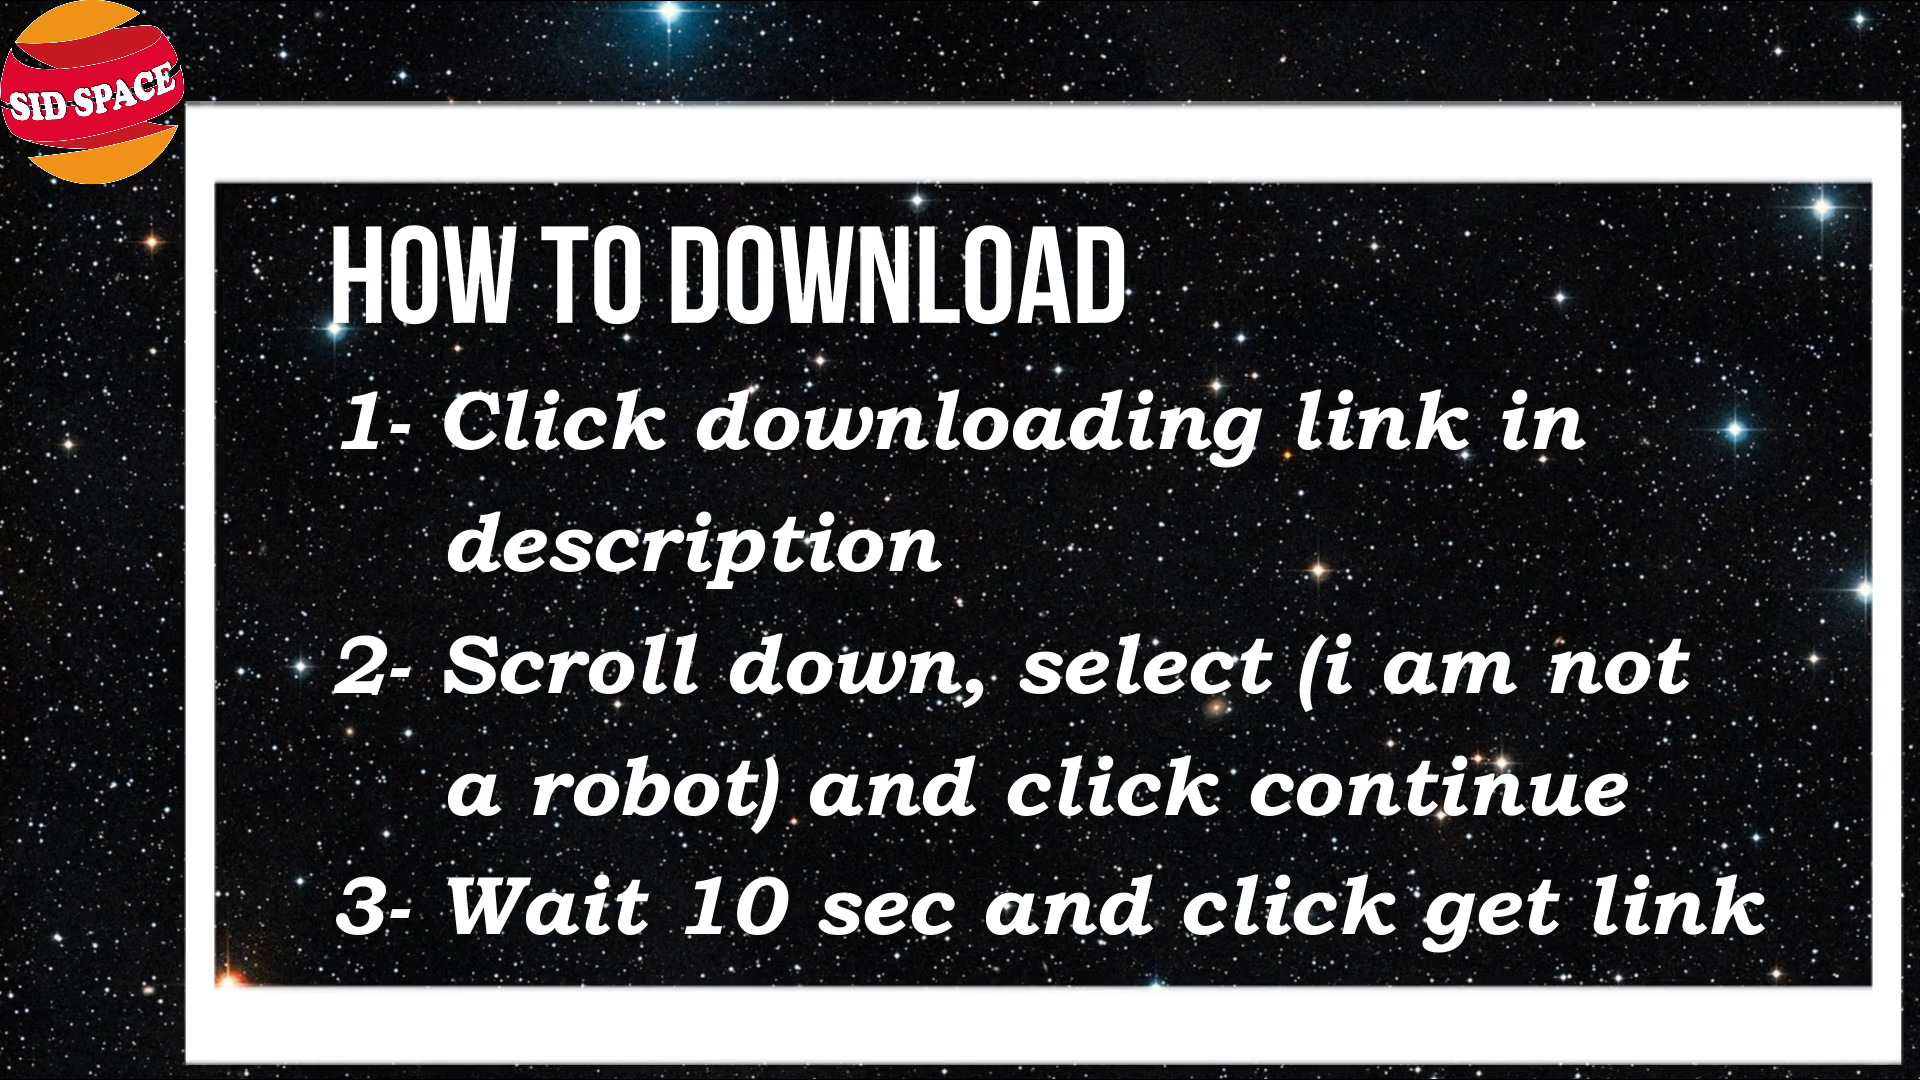 SID SPACE
HOW TO DOWNLOAD
1- Click downloading link in
description
2- Scroll down, select (i am not
a robot) and click continue
3- Wait 10 sec and click get link